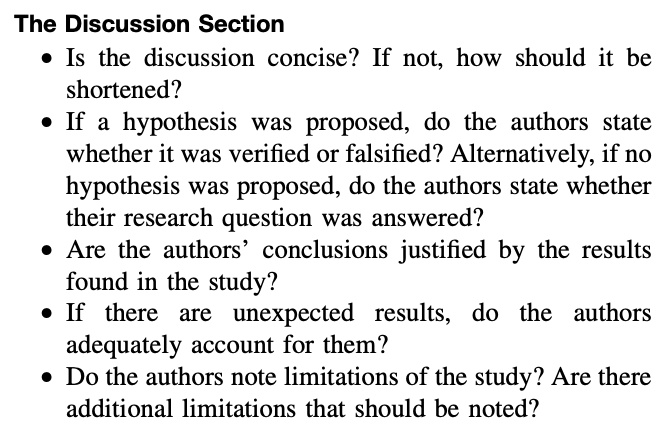 The Discussion Section
• Is the discussion concise? If not, how should it be
shortened?
• If a hypothesis was proposed, do the authors state
whether it was verified or falsified? Alternatively, if no
hypothesis was proposed, do the authors state whether
their research question was answered?
• Are the authors’ conclusions justified by the results
found in the study?
• If there are unexpected results, do the authors
adequately account for them?
• Do the authors note limitations of the study? Are there
additional limitations that should be noted?